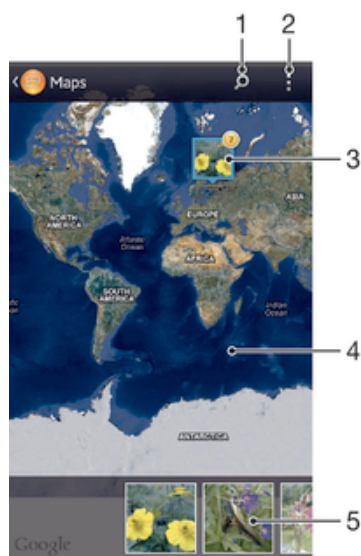 1
2
Maps
7
3
ASIA
NORTH
AMERICA
EUROPE
Atlantic
Ocean
AFRICA
SOUTH
AMERICA
Indian
Ocean
4
ANTARCTICA
5
Google